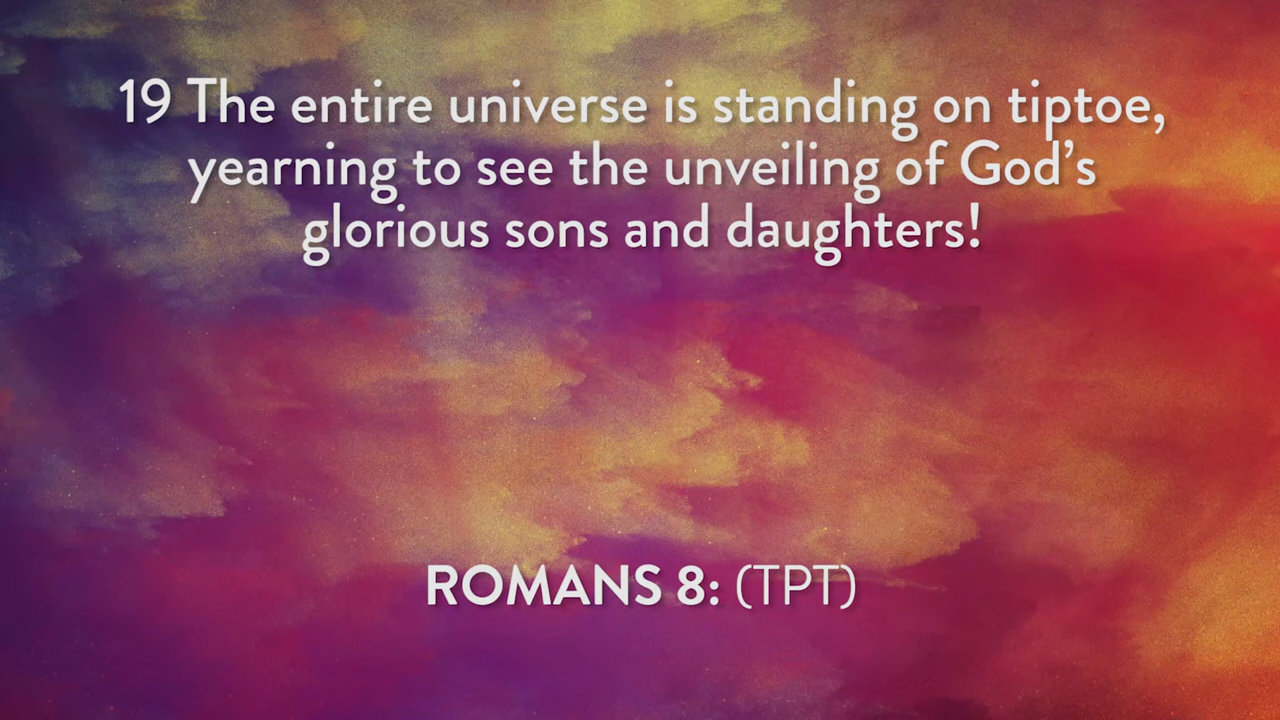 19 The entire universe is standing on tiptoe,
yearning to see the unveiling of God’s
glorious sons and daughters!
ROMANS 8: (TPT)